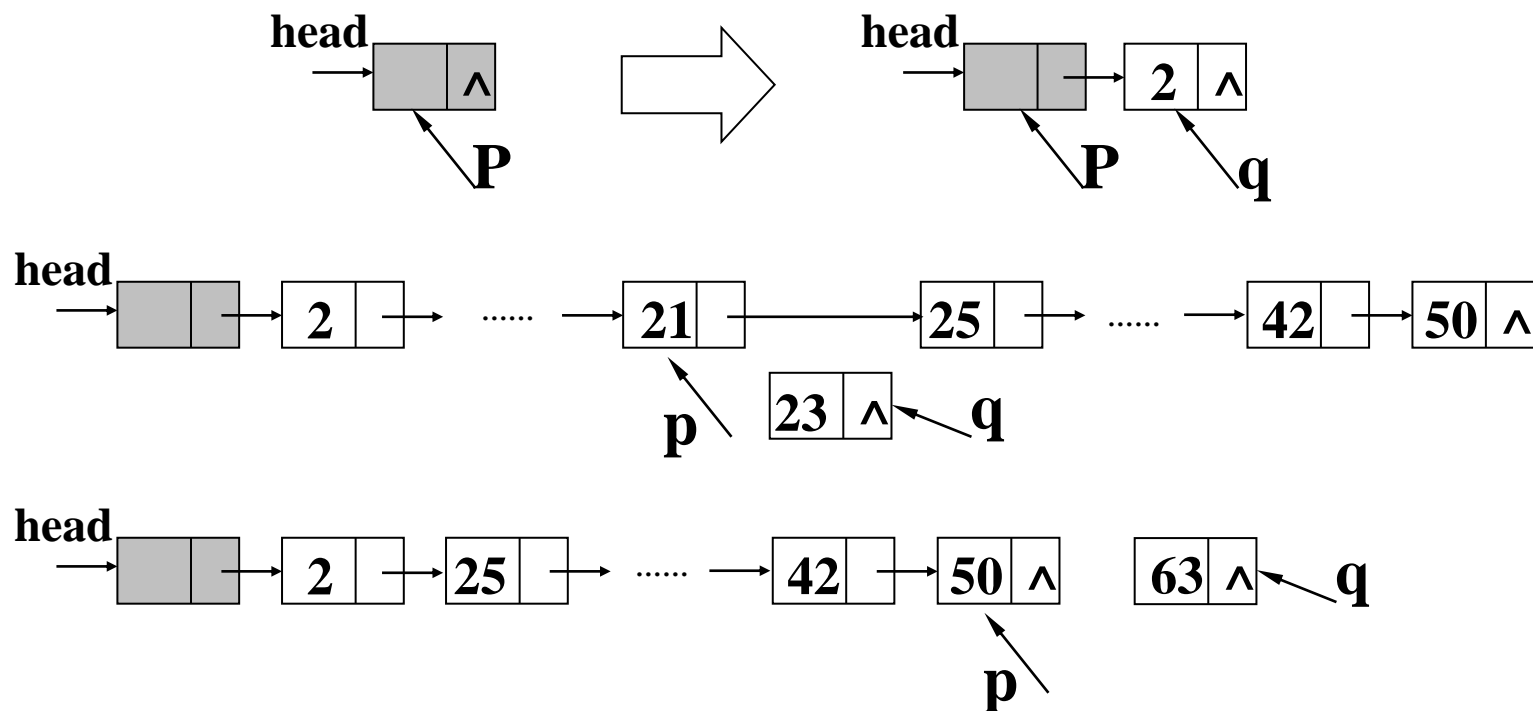 head head
^ 2 ^
P P q
head
2 ...... 21 25 ...... 42 50 ^
p 23 ^ q
head
2 25 ...... 42 50 ^ 63 ^ q
p